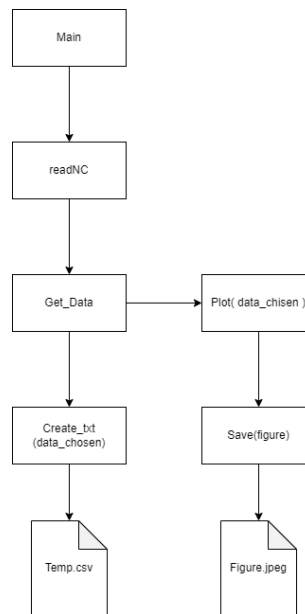 Main
readNC
Get_Data
Plot( data_chisen )
Create_txt
(data_chosen)
Save(figure)
Temp.csv
Figure.jpeg